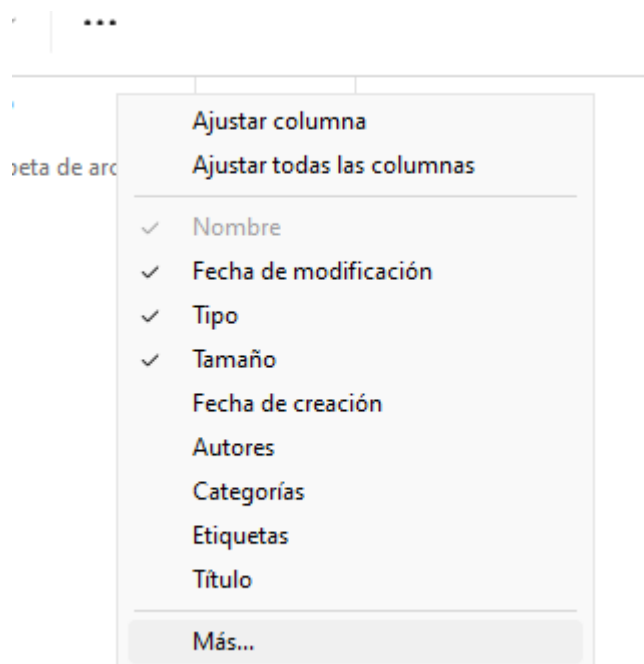 Ajustar columna
Ajustar todas las columnas
Nombre
Fecha de modificación
Tipo
Tamaño
Fecha de creación
Autores
Categorías
Etiquetas
Título
Más...